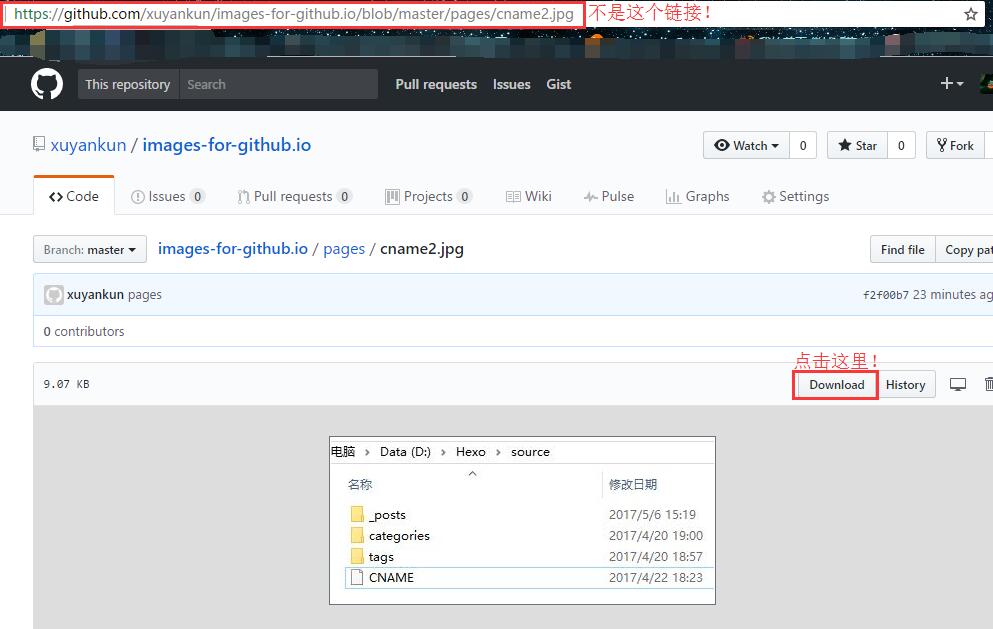 https://github.com/xuyankun/images-for-github.io/blob/master/pages/cname2.jpg 不是这个链接！
This repository Search Pull requests Issues Gist
xuyankun / images-for-github.io Watch 0 Star 0 Fork
Code Issues 0 Pull requests 0 Projects 0 Wiki Pulse Graphs Settings
Branch: master images-for-github.io / pages / cname2.jpg Find file Copy pat
xuyankun pages f2f00b7 23 minutes ag
0 contributors
点击这里！
9.07 KB Download History
电脑 > Data (D:) > Hexo > source
名称 修改日期
_posts 2017/5/6 15:19
categories 2017/4/20 19:00
tags 2017/4/20 18:57
CNAME 2017/4/22 18:23